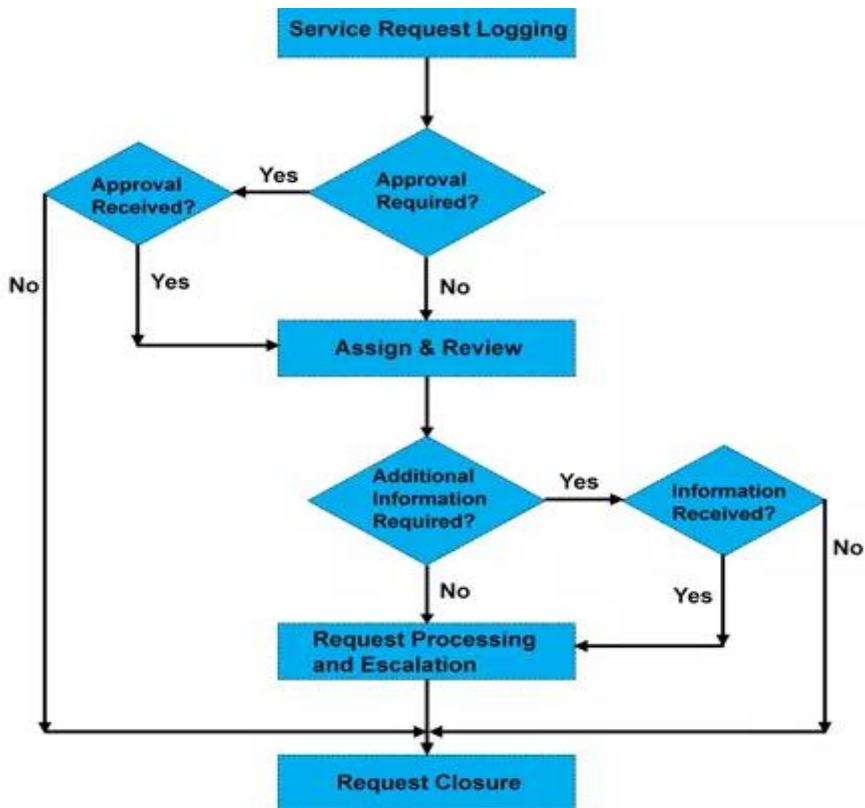 Service Request Logging
Yes
Approval
Received?
Approval
Required?
No
Yes
No
Assign & Review
Additional
Information
Required?
Yes
Information
Received?
No
No
Yes
Request Processing
and Escalation
Request Closure